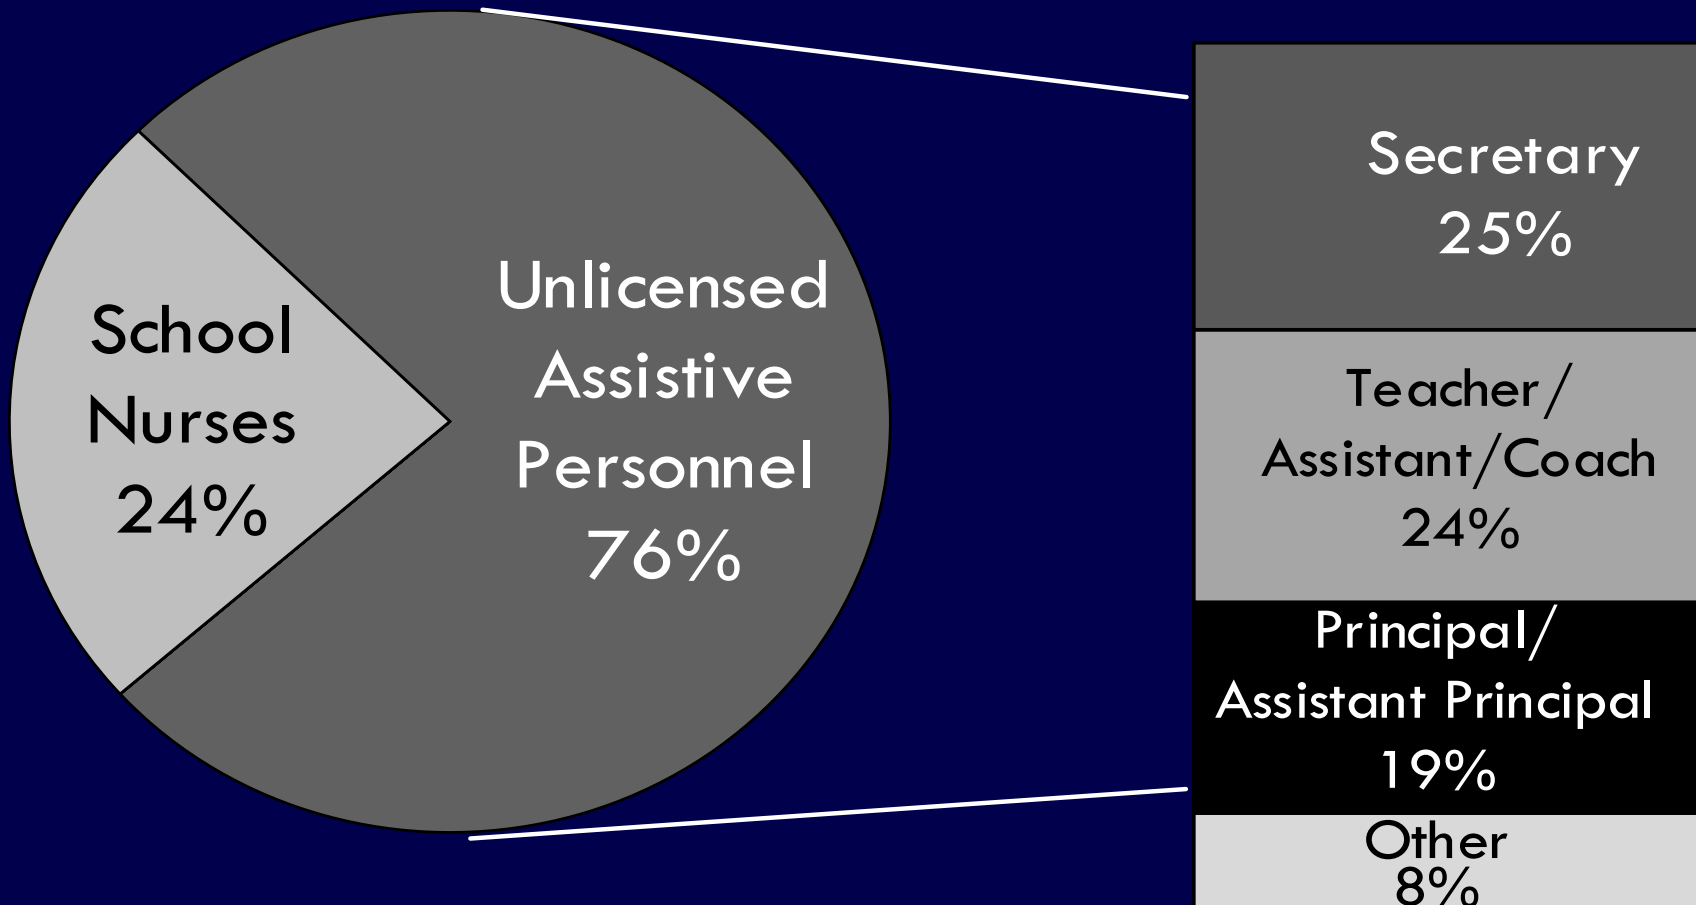 School
Nurses
24%
Unlicensed
Assistive
Personnel
76%
Secretary
25%
Teacher/
Assistant/Coach
24%
Principal/
Assistant Principal
19%
Other
8%